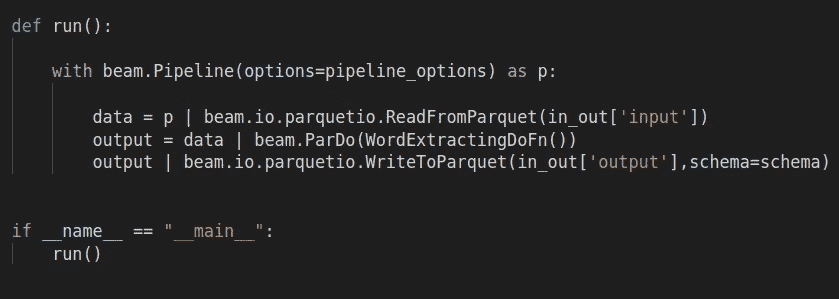 def run():
    with beam.Pipeline(options=pipeline_options) as p:
        data = p | beam.io.parquetio.ReadFromParquet(in_out['input'])
        output = data | beam.ParDo(WordExtractingDoFn())
        output | beam.io.parquetio.WriteToParquet(in_out['output'],schema=schema)
if __name__ == "__main__":
    run()